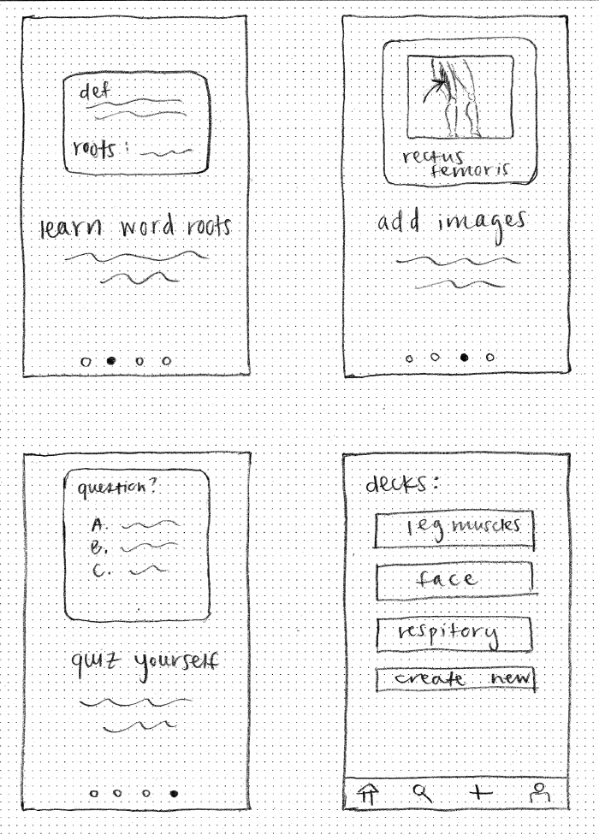 def
roots:
learn word roots
rectus
femoris
add images
question?
A.
B.
C.
quiz yourself
decks:
leg muscles
face
respitory
create new